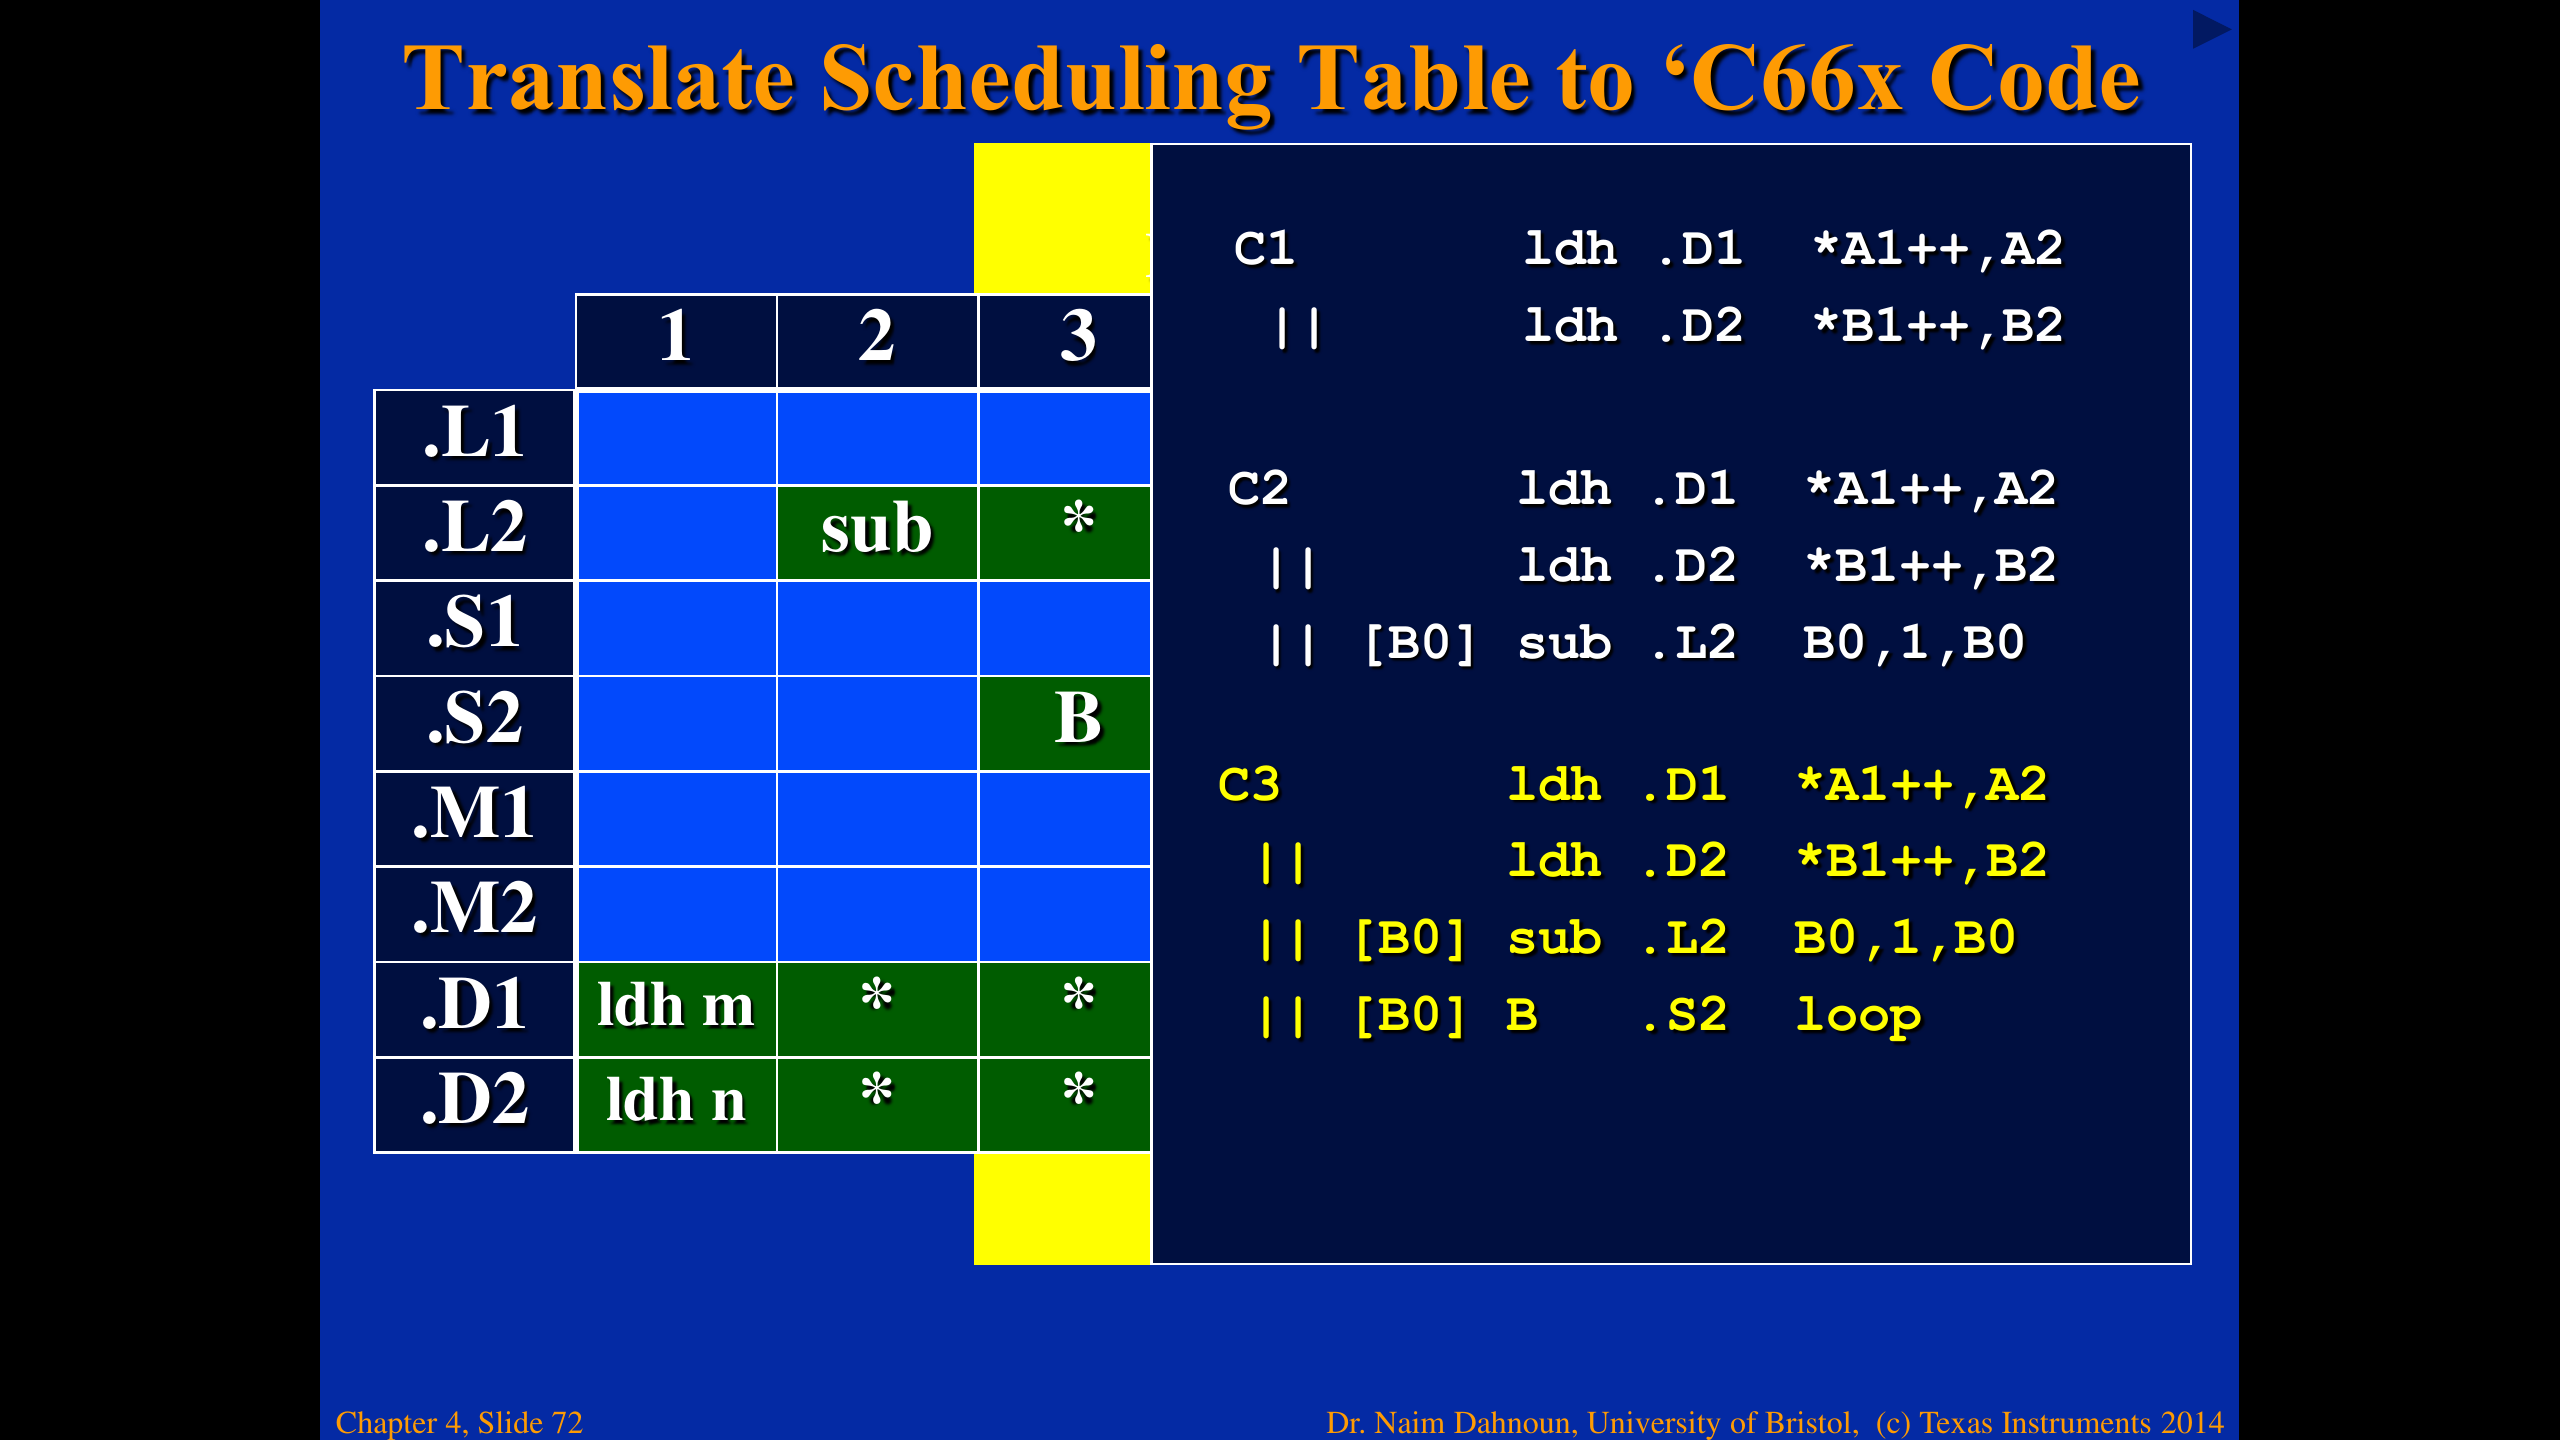 Translate Scheduling Table to ‘C66x Code
1 2 3
.L1
.L2 sub *
.S1
.S2 B
.M1
.M2
.D1 ldh m * *
.D2 ldh n * *
C1 ldh .D1 *A1++,A2
|| ldh .D2 *B1++,B2
C2 ldh .D1 *A1++,A2
|| ldh .D2 *B1++,B2
|| [B0] sub .L2 B0,1,B0
C3 ldh .D1 *A1++,A2
|| ldh .D2 *B1++,B2
|| [B0] sub .L2 B0,1,B0
|| [B0] B .S2 loop
Chapter 4, Slide 72
Dr. Naim Dahnoun, University of Bristol, (c) Texas Instruments 2014